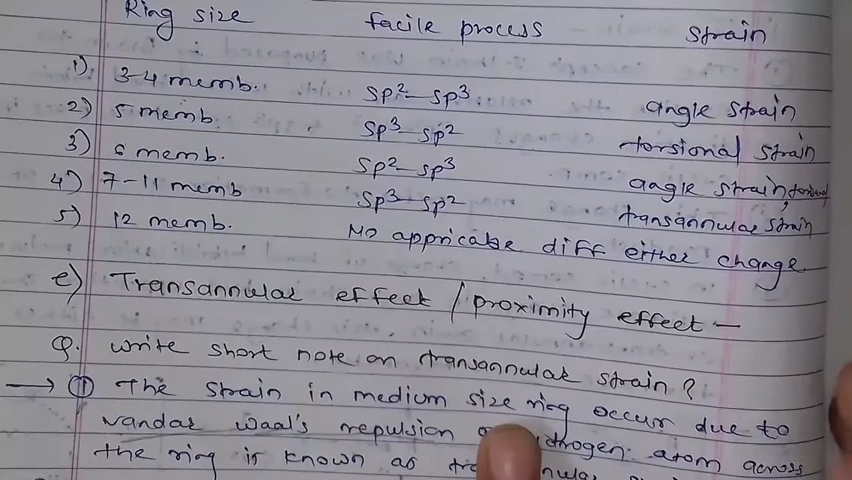 Ring size facile process strain
1) 3-4 memb. sp²-sp³ angle strain
2) 5 memb. sp³-sp² torsional strain
3) 6 memb. sp²-sp³ angle strain, torsional
4) 7-11 memb sp³-sp² transannular strain
5) 12 memb. No appricable diff either change
e) Transannular effect / proximity effect —
Q. write short note on transannular strain ?
→ ① The strain in medium size ring occur due to
vandar waal's repulsion hydrogen atom across
the ring is known as